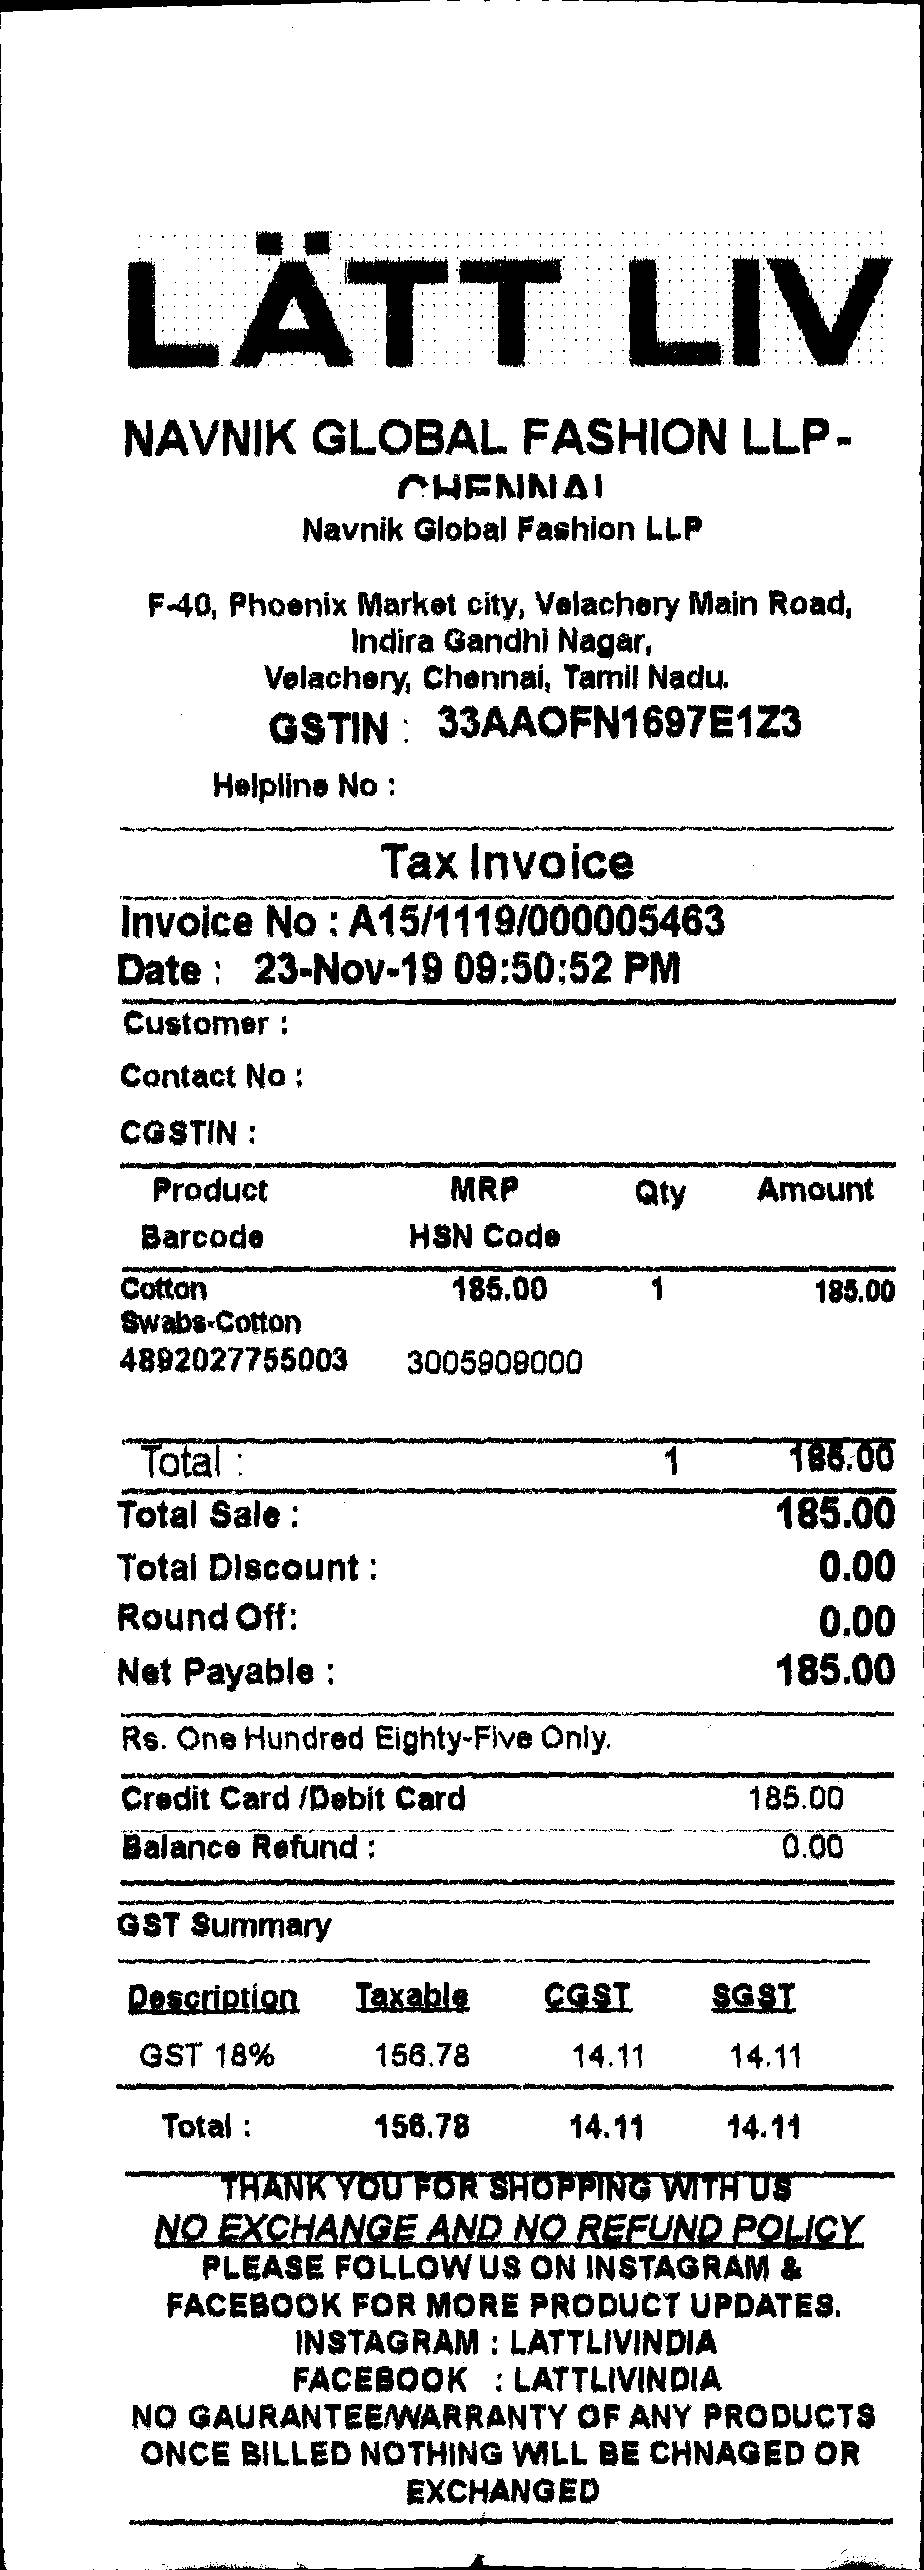 LÄTT LIV
NAVNIK GLOBAL FASHION LLP-
CHENNAI
Navnik Global Fashion LLP
F-40, Phoenix Market city, Velachery Main Road,
Indira Gandhi Nagar,
Velachery, Chennai, Tamil Nadu.
GSTIN : 33AAOFN1697E1Z3
Helpline No :
Tax Invoice
Invoice No : A15/1119/000005463
Date : 23-Nov-19 09:50:52 PM
Customer :
Contact No :
CGSTIN :
Product MRP Qty Amount
Barcode HSN Code
Cotton 185.00 1 185.00
Swabs-Cotton
4892027755003 3005909000
Total : 1 185.00
Total Sale : 185.00
Total Discount : 0.00
Round Off: 0.00
Net Payable : 185.00
Rs. One Hundred Eighty-Five Only.
Credit Card /Debit Card 185.00
Balance Refund : 0.00
GST Summary
Description Taxable CGST SGST
GST 18% 156.78 14.11 14.11
Total : 156.78 14.11 14.11
THANK YOU FOR SHOPPING WITH US
NO EXCHANGE AND NO REFUND POLICY
PLEASE FOLLOW US ON INSTAGRAM &
FACEBOOK FOR MORE PRODUCT UPDATES.
INSTAGRAM : LATTLIVINDIA
FACEBOOK : LATTLIVINDIA
NO GAURANTEE/WARRANTY OF ANY PRODUCTS
ONCE BILLED NOTHING WILL BE CHNAGED OR
EXCHANGED